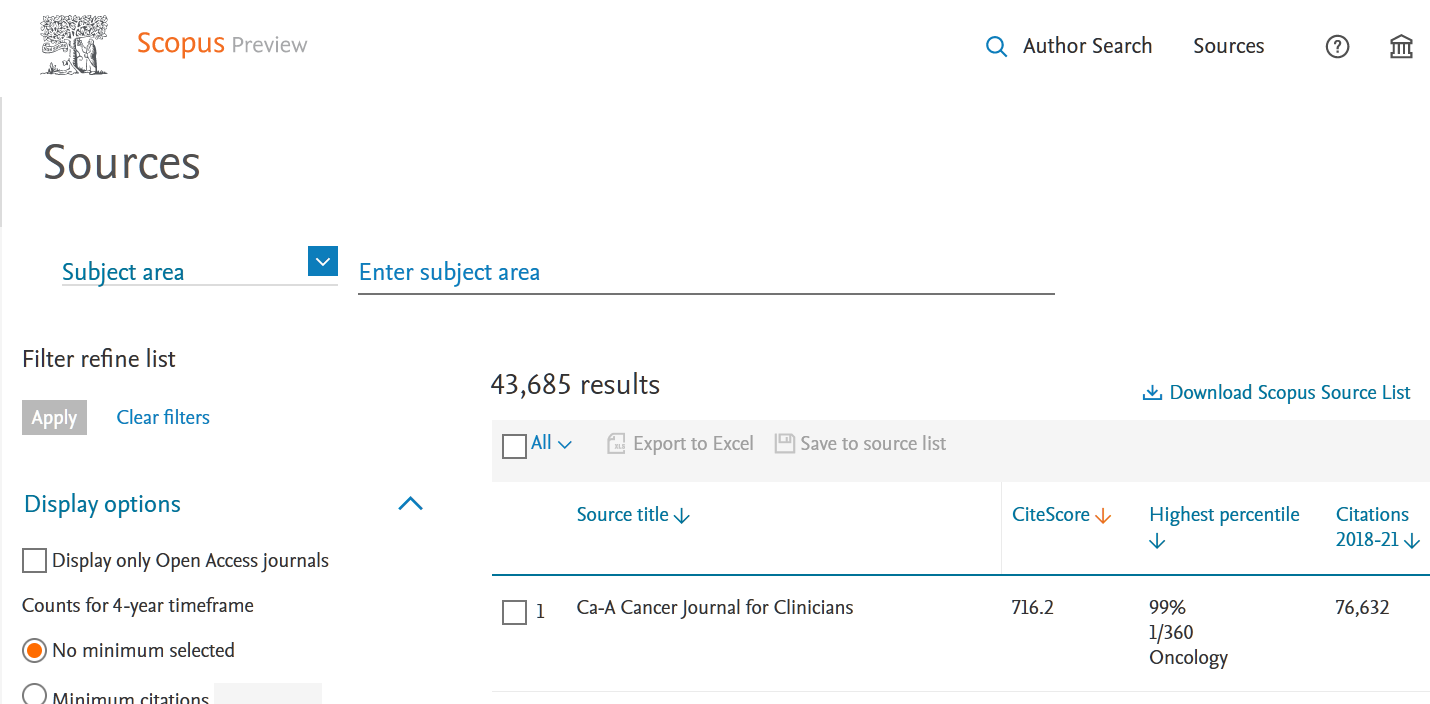 Scopus Preview
Author Search
Sources
Sources
Subject area
Enter subject area
Filter refine list
Apply
Clear filters
Display options
Display only Open Access journals
Counts for 4-year timeframe
No minimum selected
Minimum citations
43,685 results
Download Scopus Source List
All
Export to Excel
Save to source list
Source title
CiteScore
Highest percentile
Citations
2018-21
1
Ca-A Cancer Journal for Clinicians
716.2
99%
1/360
Oncology
76,632